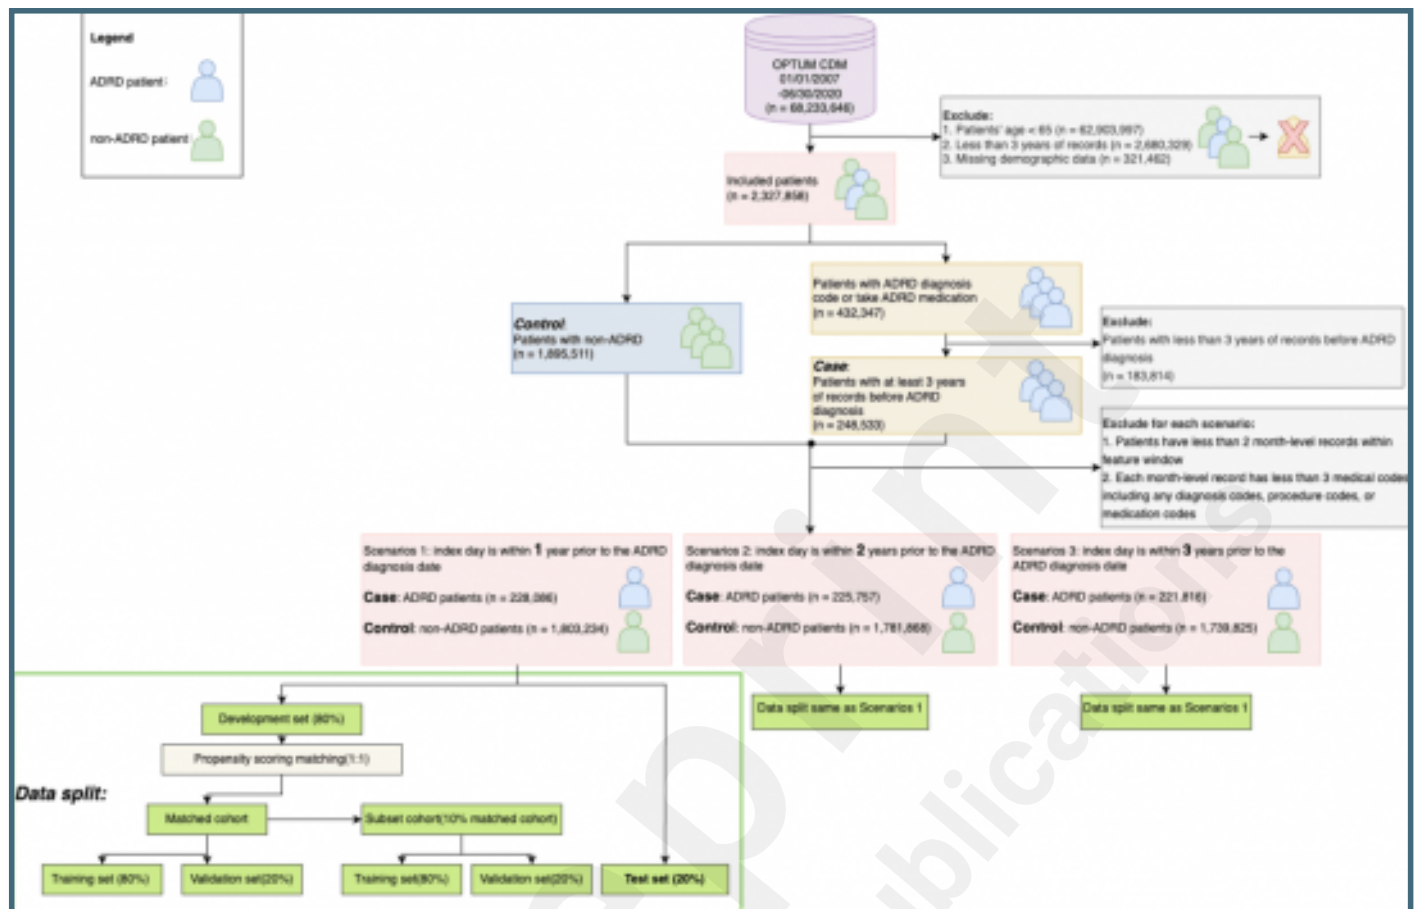 Legend
ADRD patient:
non-ADRD patient:
OPTUM CDM
01/01/2007
-06/30/2020
(n = 68,233,646)
Exclude:
1. Patients' age < 65 (n = 62,903,997)
2. Less than 3 years of records (n = 2,680,329)
3. Missing demographic data (n = 321,462)
Included patients
(n = 2,327,858)
Control:
Patients with non-ADRD
(n = 1,895,511)
Patients with ADRD diagnosis
code or take ADRD medication
(n = 432,347)
Exclude:
Patients with less than 3 years of records before ADRD
diagnosis
(n = 183,814)
Case:
Patients with at least 3 years
of records before ADRD
diagnosis
(n = 248,533)
Exclude for each scenario:
1. Patients have less than 2 month-level records within
feature window
2. Each month-level record has less than 3 medical codes
including any diagnosis codes, procedure codes, or
medication codes
Scenarios 1: index day is within 1 year prior to the ADRD
diagnosis date
Case: ADRD patients (n = 228,086)
Control: non-ADRD patients (n = 1,803,234)
Scenarios 2: index day is within 2 years prior to the ADRD
diagnosis date
Case: ADRD patients (n = 225,757)
Control: non-ADRD patients (n = 1,781,868)
Scenarios 3: index day is within 3 years prior to the
ADRD diagnosis date
Case: ADRD patients (n = 221,816)
Control: non-ADRD patients (n = 1,739,825)
Data split same as Scenarios 1
Data split same as Scenarios 1
Development set (80%)
Propensity scoring matching(1:1)
Data split:
Matched cohort
Subset cohort(10% matched cohort)
Training set (80%)
Validation set(20%)
Training set(80%)
Validation set(20%)
Test set (20%)
print
ublications